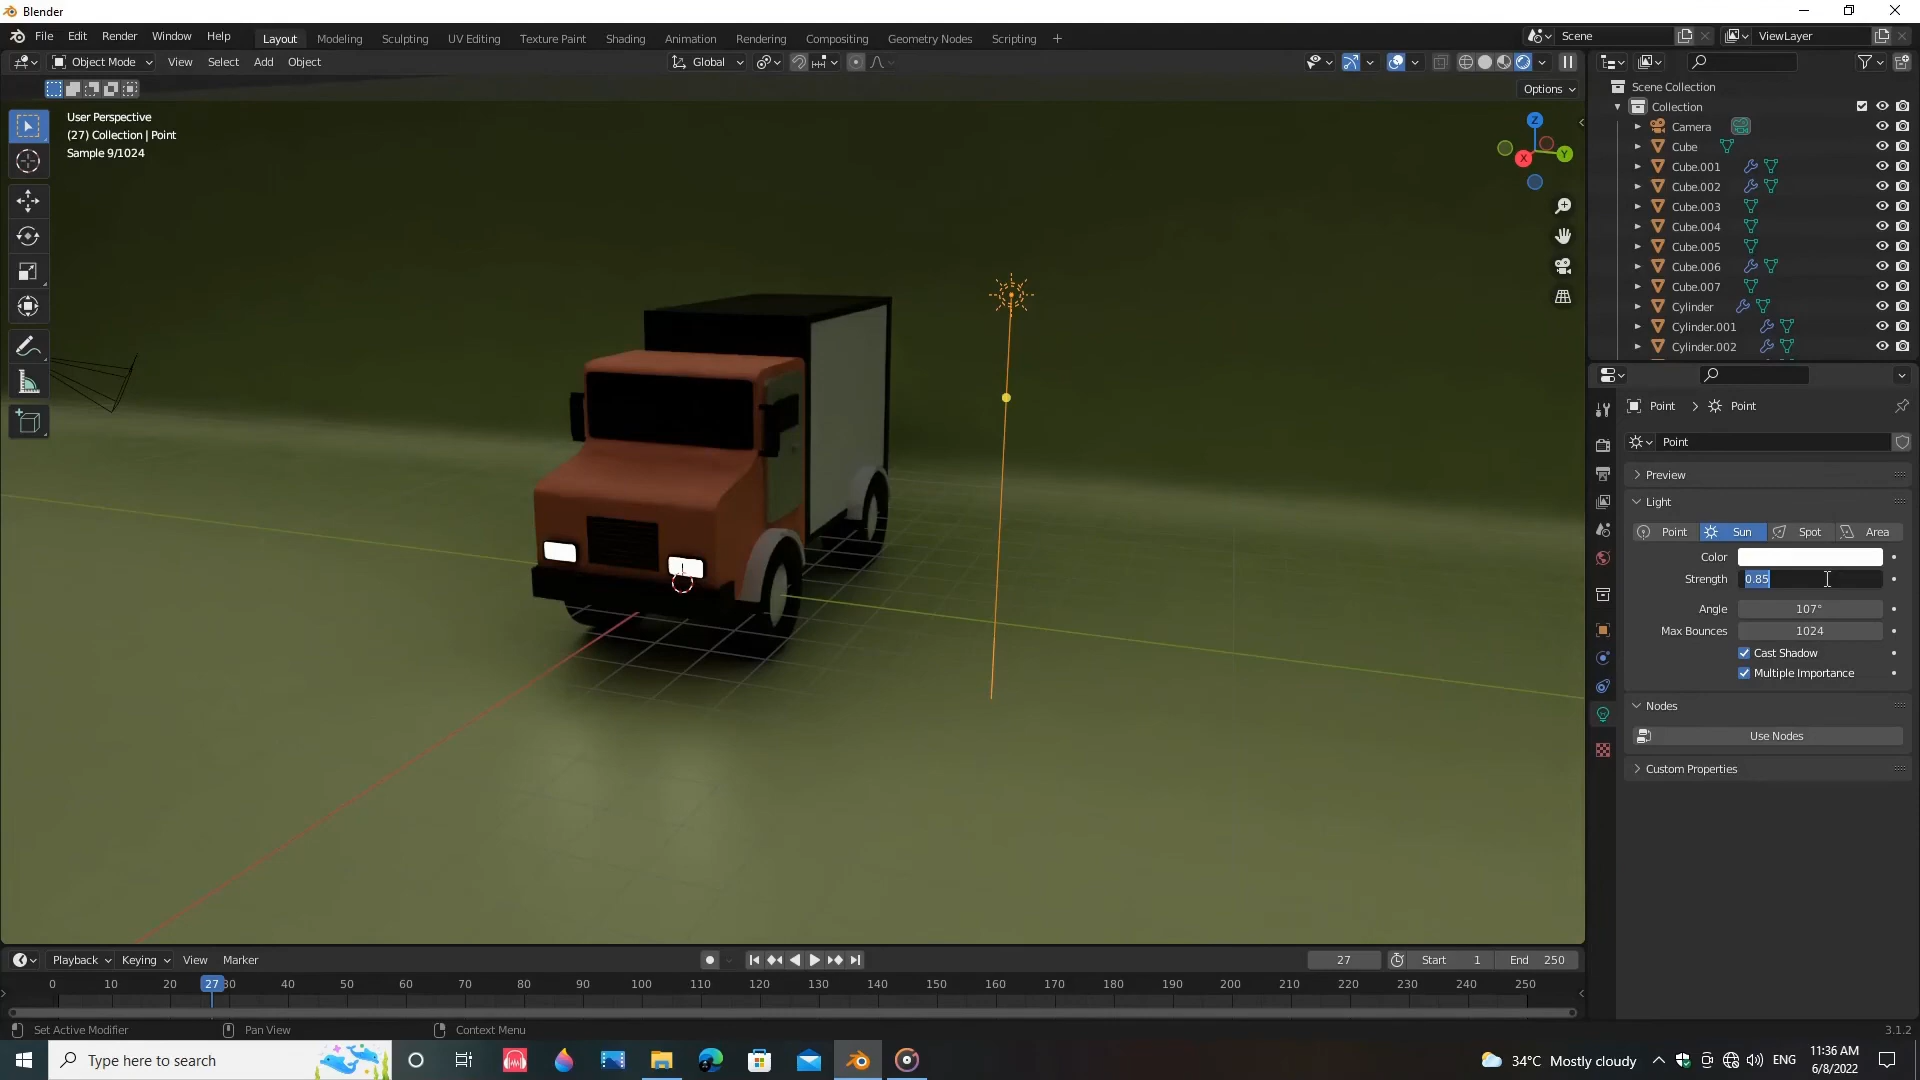 Blender
File Edit Render Window Help
Layout Modeling Sculpting UV Editing Texture Paint Shading Animation Rendering Compositing Geometry Nodes Scripting +
Scene
ViewLayer
Object Mode View Select Add Object
Global
Options
User Perspective
(27) Collection | Point
Sample 9/1024
Z
X
Y
Scene Collection
Collection
Camera
Cube
Cube.001
Cube.002
Cube.003
Cube.004
Cube.005
Cube.006
Cube.007
Cylinder
Cylinder.001
Cylinder.002
Point > Point
Point
Preview
Light
Point Sun Spot Area
Color
Strength 0.85
Angle 107°
Max Bounces 1024
Cast Shadow
Multiple Importance
Nodes
Use Nodes
Custom Properties
Playback Keying View Marker
27 Start 1 End 250
0 10 20 27 30 40 50 60 70 80 90 100 110 120 130 140 150 160 170 180 190 200 210 220 230 240 250
Set Active Modifier Pan View Context Menu
3.1.2
Type here to search
34°C Mostly cloudy
ENG
11:36 AM
6/8/2022